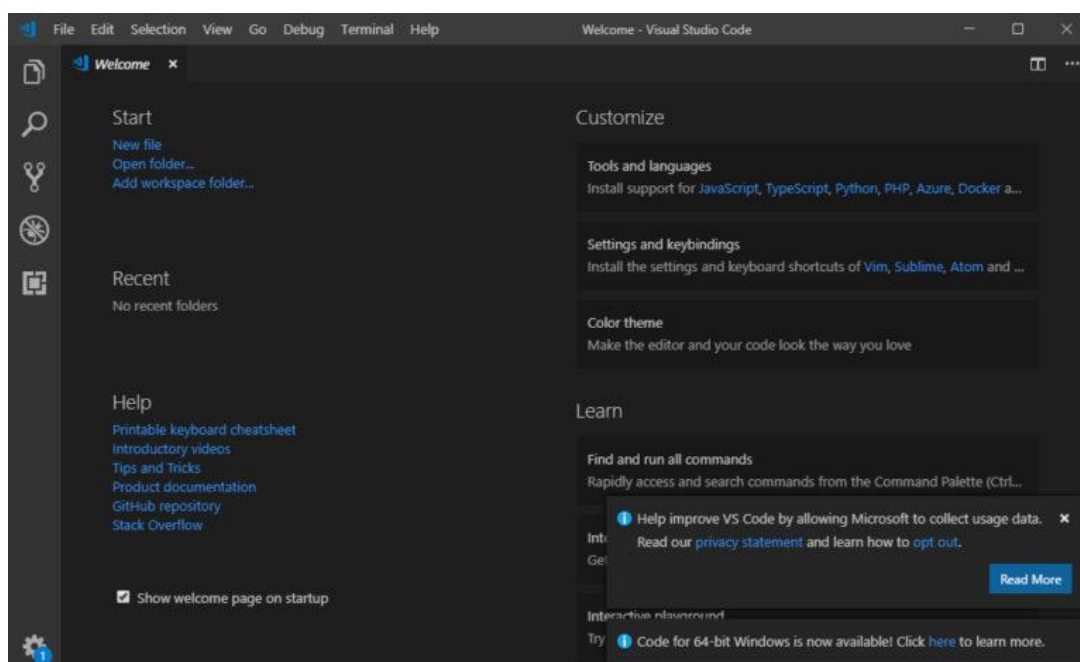 File Edit Selection View Go Debug Terminal Help
Welcome - Visual Studio Code
Welcome
Start
New file
Open folder...
Add workspace folder...
Recent
No recent folders
Help
Printable keyboard cheatsheet
Introductory videos
Tips and Tricks
Product documentation
GitHub repository
Stack Overflow
Show welcome page on startup
Customize
Tools and languages
Install support for JavaScript, TypeScript, Python, PHP, Azure, Docker a...
Settings and keybindings
Install the settings and keyboard shortcuts of Vim, Sublime, Atom and ...
Color theme
Make the editor and your code look the way you love
Learn
Find and run all commands
Rapidly access and search commands from the Command Palette (Ctrl...
Interactive playground
Try
Help improve VS Code by allowing Microsoft to collect usage data.
Read our privacy statement and learn how to opt out.
Read More
Code for 64-bit Windows is now available! Click here to learn more.
1